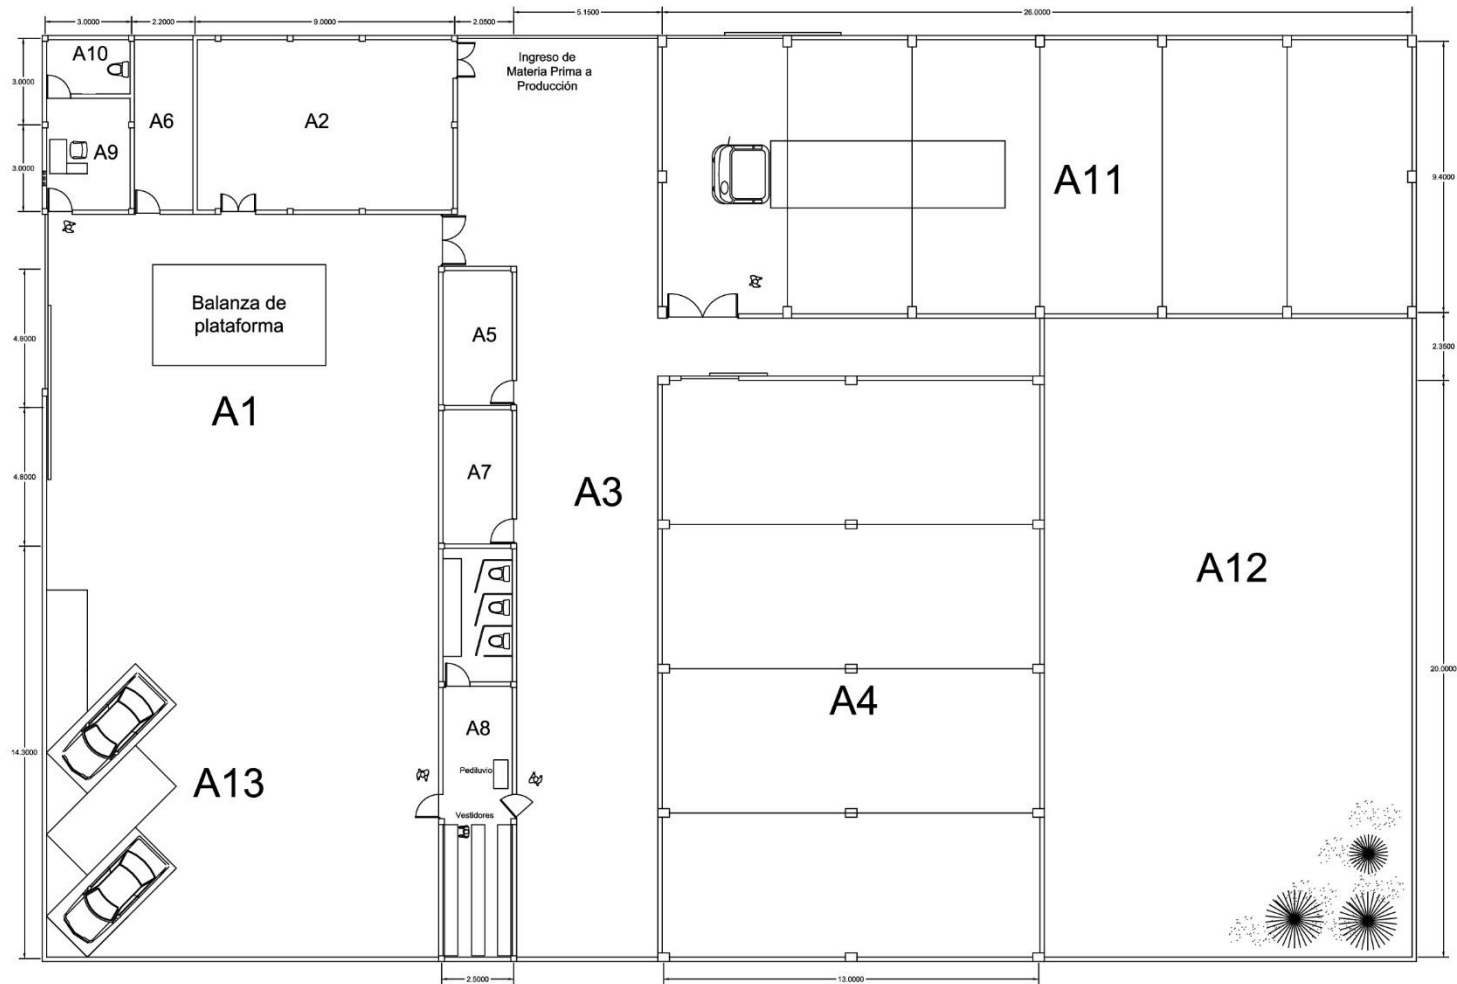 3.0000
2.2000
9.0000
2.0500
5.1500
26.0000
A10
Ingreso de
Materia Prima a
Producción
3.0000
A6
A2
A9
3.0000
A11
9.4000
Balanza de
plataforma
A5
4.8000
2.3500
A1
A7
4.8000
A3
A12
20.0000
A4
A8
14.3000
Pediluvio
A13
Vestidores
2.5000
13.0000